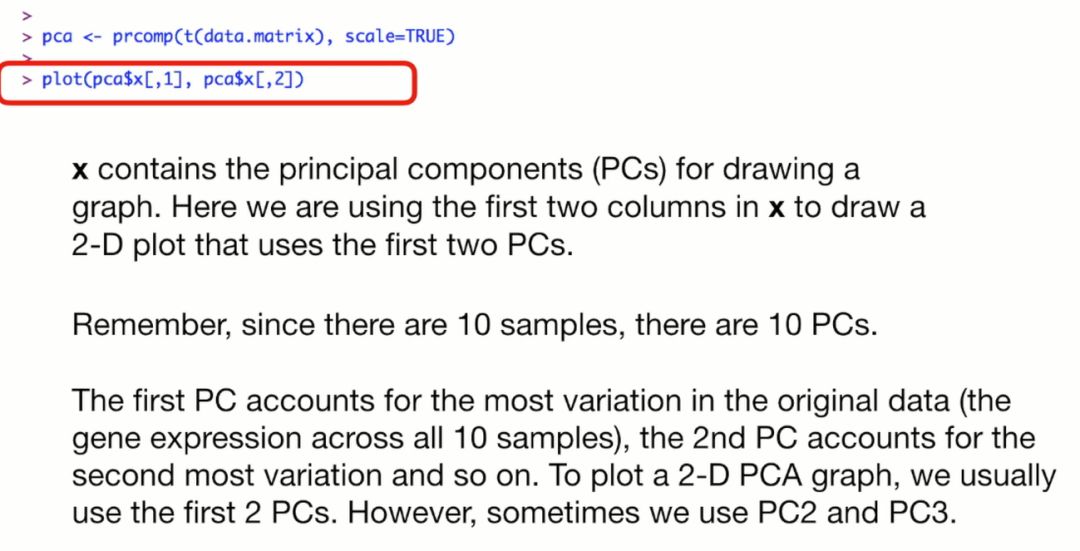 >
> pca <- prcomp(t(data.matrix), scale=TRUE)
>
> plot(pca$x[,1], pca$x[,2])
x contains the principal components (PCs) for drawing a
graph. Here we are using the first two columns in x to draw a
2-D plot that uses the first two PCs.
Remember, since there are 10 samples, there are 10 PCs.
The first PC accounts for the most variation in the original data (the
gene expression across all 10 samples), the 2nd PC accounts for the
second most variation and so on. To plot a 2-D PCA graph, we usually
use the first 2 PCs. However, sometimes we use PC2 and PC3.